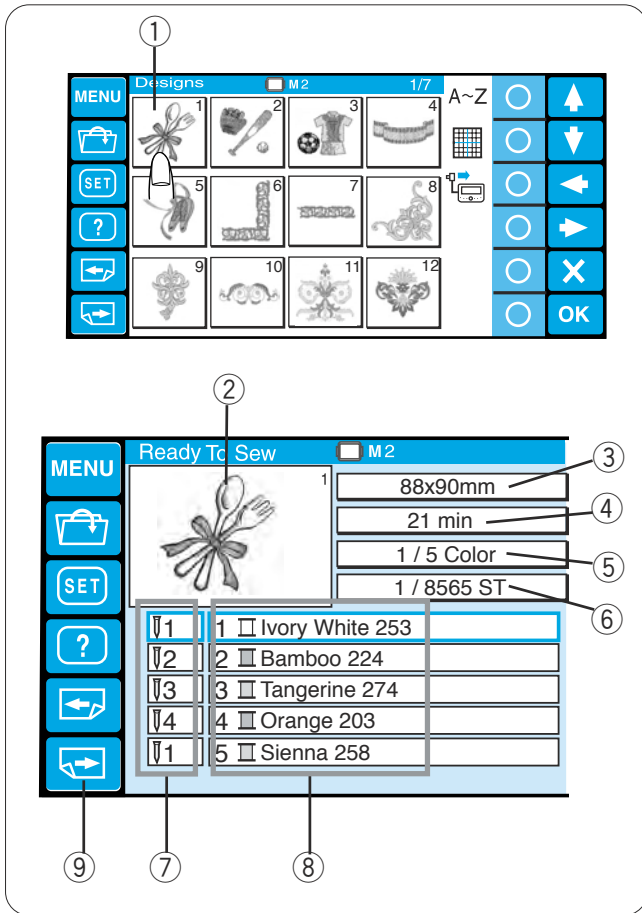 ①
MENU
Designs M2 1/7
1 2 3 4
A~Z
SET
5 6 7 8
?
9 10 11 12
OK
②
MENU
Ready To Sew M2
1
88x90mm ③
21 min ④
1 / 5 Color ⑤
1 / 8565 ST ⑥
SET
?
1 1 Ivory White 253
2 2 Bamboo 224
3 3 Tangerine 274
4 4 Orange 203
1 5 Sienna 258
⑨ ⑦ ⑧